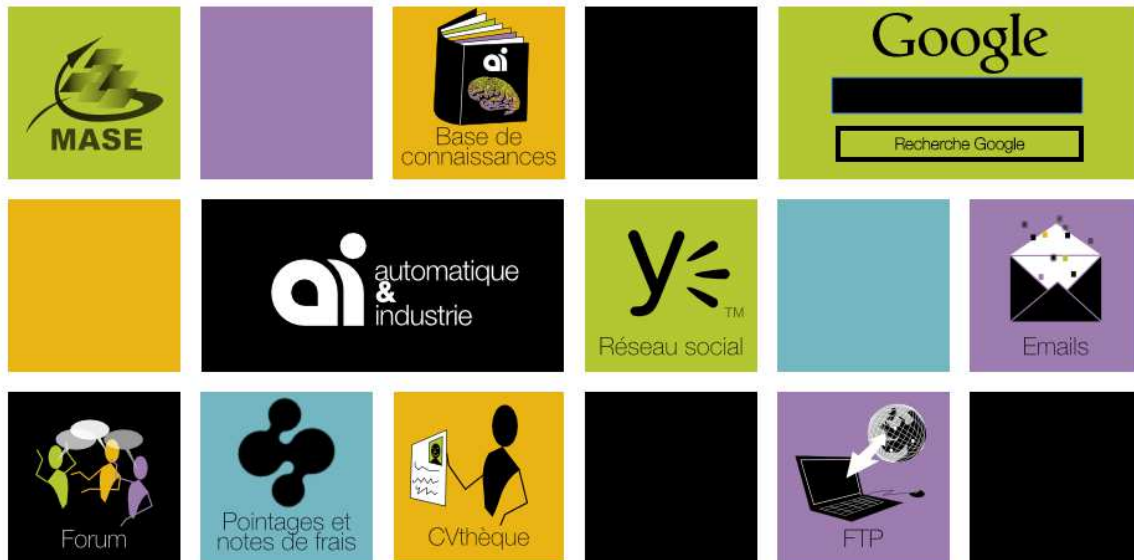 MASE
ai
Base de
connaissances
Google
Recherche Google
ai automatique
&
industrie
y
TM
Réseau social
Emails
Forum
Pointages et
notes de frais
CVthèque
FTP